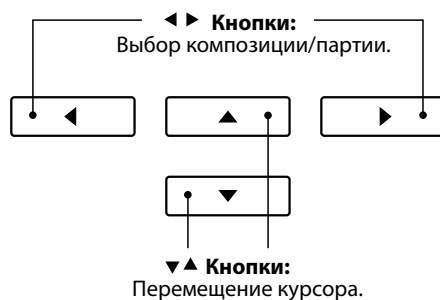 ◀ ▶ Кнопки:
Выбор композиции/партии.
◀ ▲ ▶
▼
▼▲ Кнопки:
Перемещение курсора.